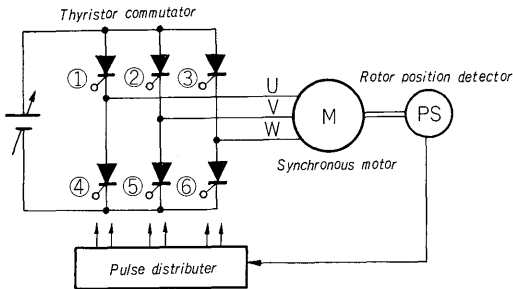 Thyristor commutator
① ② ③
U
Rotor position detector
V
M
PS
W
Synchronous motor
④ ⑤ ⑥
Pulse distributer